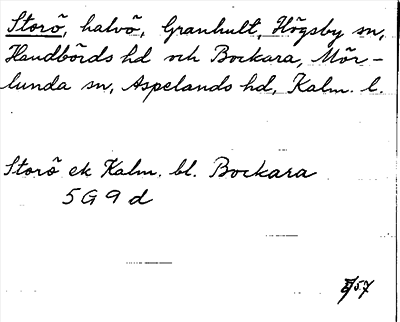 Storö, halvö, Granhult, Högsby sn,
Handbörds hd och Bockara, Mör-
lunda sn, Aspelands hd, Kalm. l.
Storö ek Kalm. bl. Bockara
5G9d